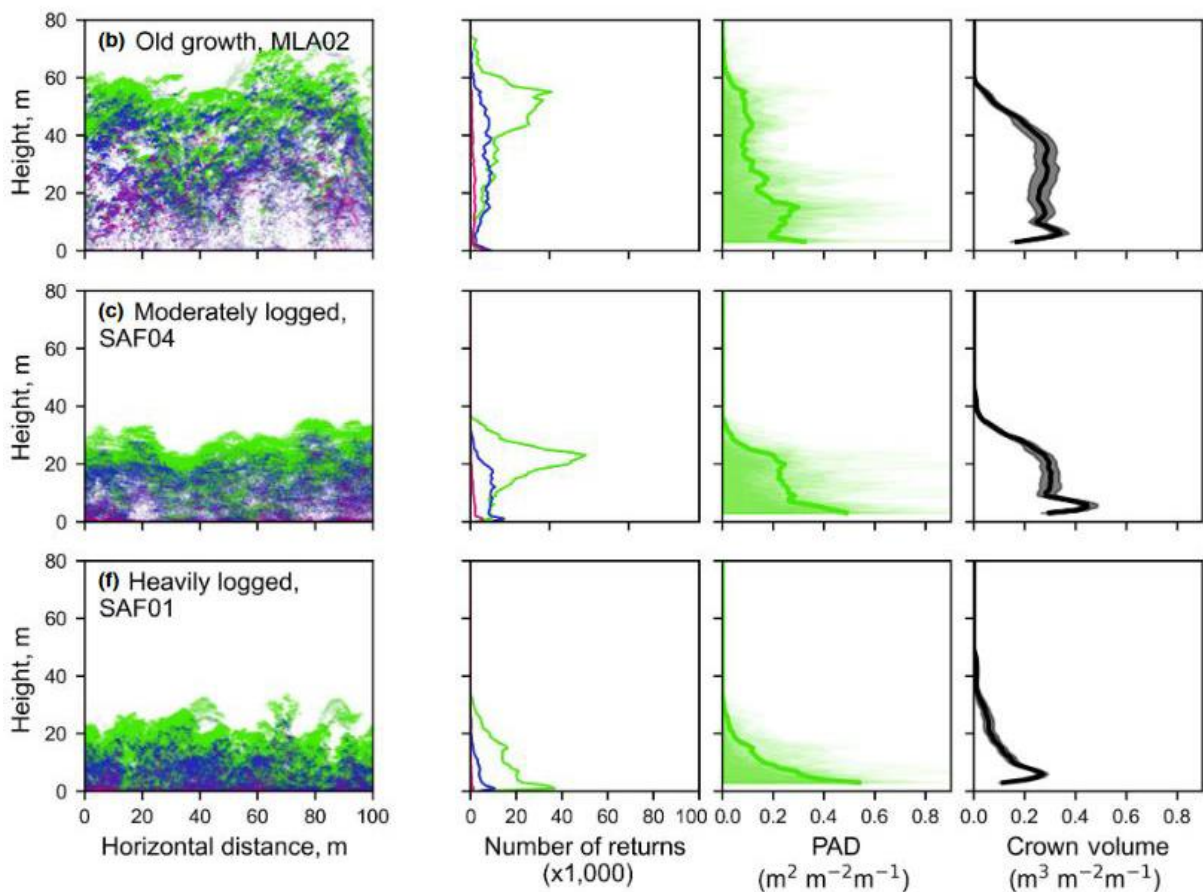 80
60
40
20
0
Height, m
(b) Old growth, MLA02
80
60
40
20
0
Height, m
(c) Moderately logged,
SAF04
80
60
40
20
0
Height, m
(f) Heavily logged,
SAF01
0 20 40 60 80 100
Horizontal distance, m
0 20 40 60 80 100
Number of returns
(x1,000)
0.0 0.2 0.4 0.6 0.8
PAD
(m² m⁻²m⁻¹)
0.0 0.2 0.4 0.6 0.8
Crown volume
(m³ m⁻²m⁻¹)